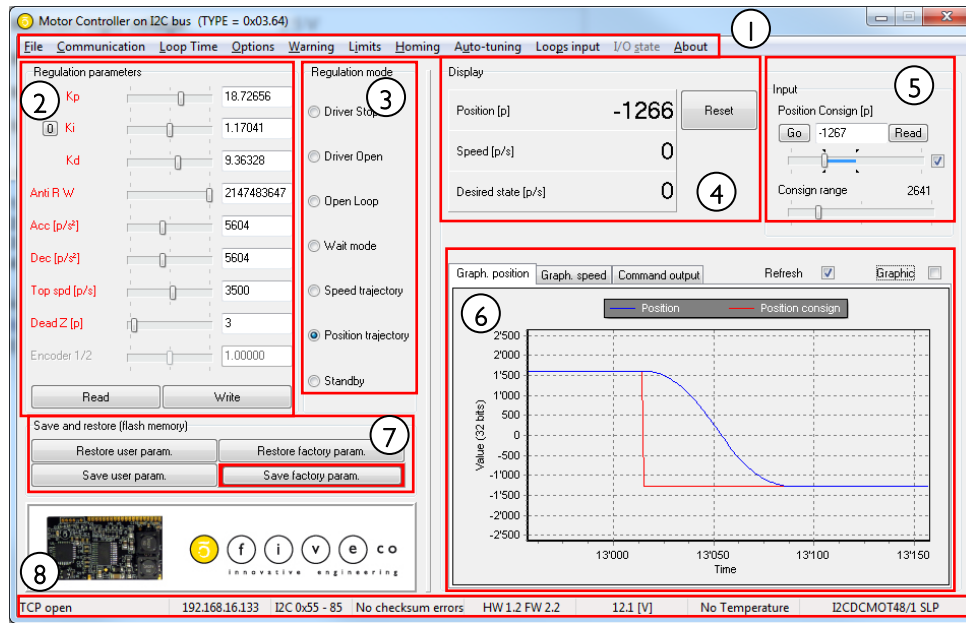 Motor Controller on I2C bus (TYPE = 0x03.64)
1
File Communication Loop Time Options Warning Limits Homing Auto-tuning Loops input I/O state About
Regulation parameters
2
Kp 18.72656
0 Ki 1.17041
Kd 9.36328
Anti R W 2147483647
Acc [p/s²] 5604
Dec [p/s²] 5604
Top spd [p/s] 3500
Dead Z [p] 3
Encoder 1/2 1.00000
Read Write
Regulation mode
3
Driver Stop
Driver Open
Open Loop
Wait mode
Speed trajectory
Position trajectory
Standby
Display
Position [p] -1266 Reset
Speed [p/s] 0
Desired state [p/s] 0
4
5
Input
Position Consign [p]
Go -1267 Read
Consign range 2641
Graph. position Graph. speed Command output Refresh Graphic
6
Position Position consign
2'500
2'000
1'500
1'000
500
0
-500
-1'000
-1'500
-2'000
-2'500
Value (32 bits)
13'000 13'050 13'100 13'150
Time
Save and restore (flash memory)
7
Restore user param. Restore factory param.
Save user param. Save factory param.
5 f i v e co
innovative engineering
8
TCP open 192.168.16.133 I2C 0x55 - 85 No checksum errors HW 1.2 FW 2.2 12.1 [V] No Temperature I2CDCMOT48/1 SLP